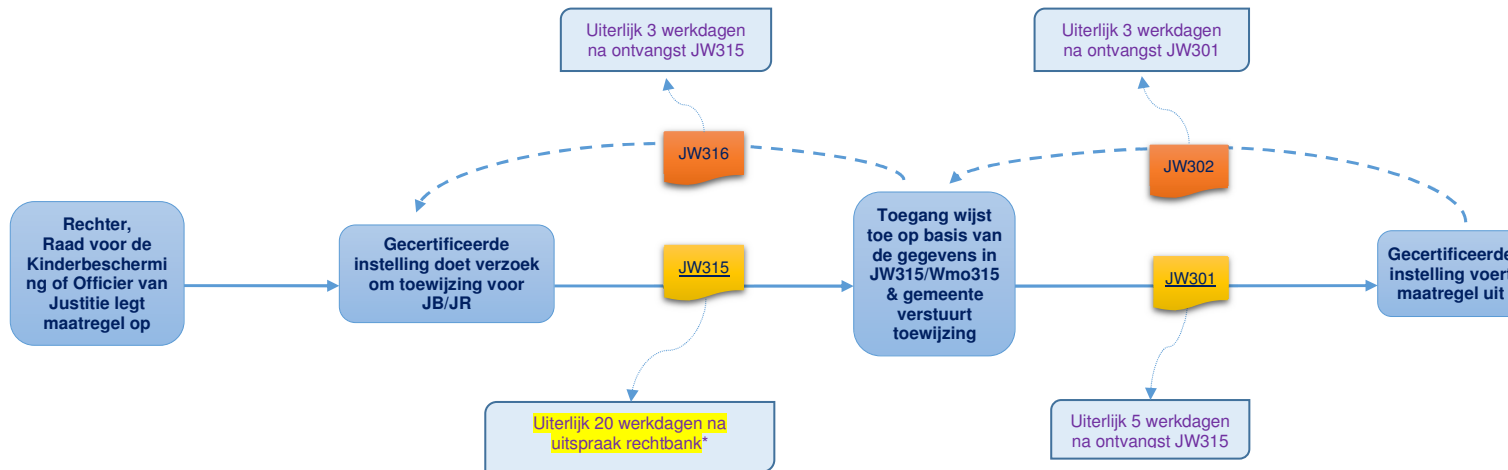 Uiterlijk 3 werkdagen
na ontvangst JW315
Uiterlijk 3 werkdagen
na ontvangst JW301
JW316
JW302
Rechter,
Raad voor de
Kinderbeschermi
ng of Officier van
Justitie legt
maatregel op
Gecertificeerde
instelling doet verzoek
om toewijzing voor
JB/JR
JW315
Toegang wijst
toe op basis van
de gegevens in
JW315/Wmo315
& gemeente
verstuurt
toewijzing
JW301
Gecertificeerde
instelling voert
maatregel uit
Uiterlijk 20 werkdagen na
uitspraak rechtbank*
Uiterlijk 5 werkdagen
na ontvangst JW315